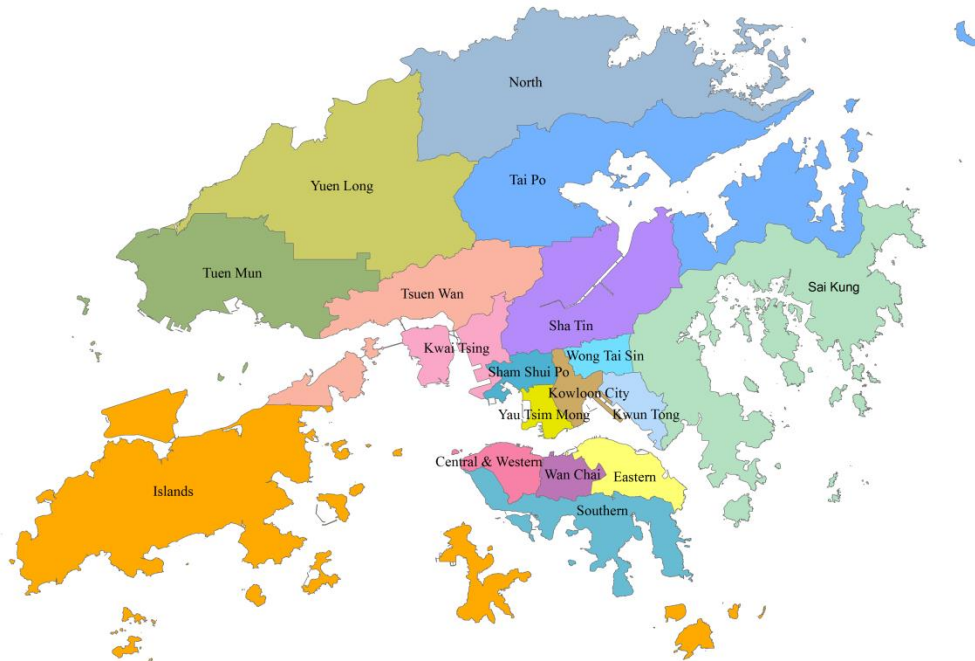 North
Yuen Long
Tai Po
Tuen Mun
Sai Kung
Tsuen Wan
Sha Tin
Kwai Tsing
Wong Tai Sin
Sham Shui Po
Kowloon City
Yau Tsim Mong
Kwun Tong
Central & Western
Wan Chai
Eastern
Islands
Southern